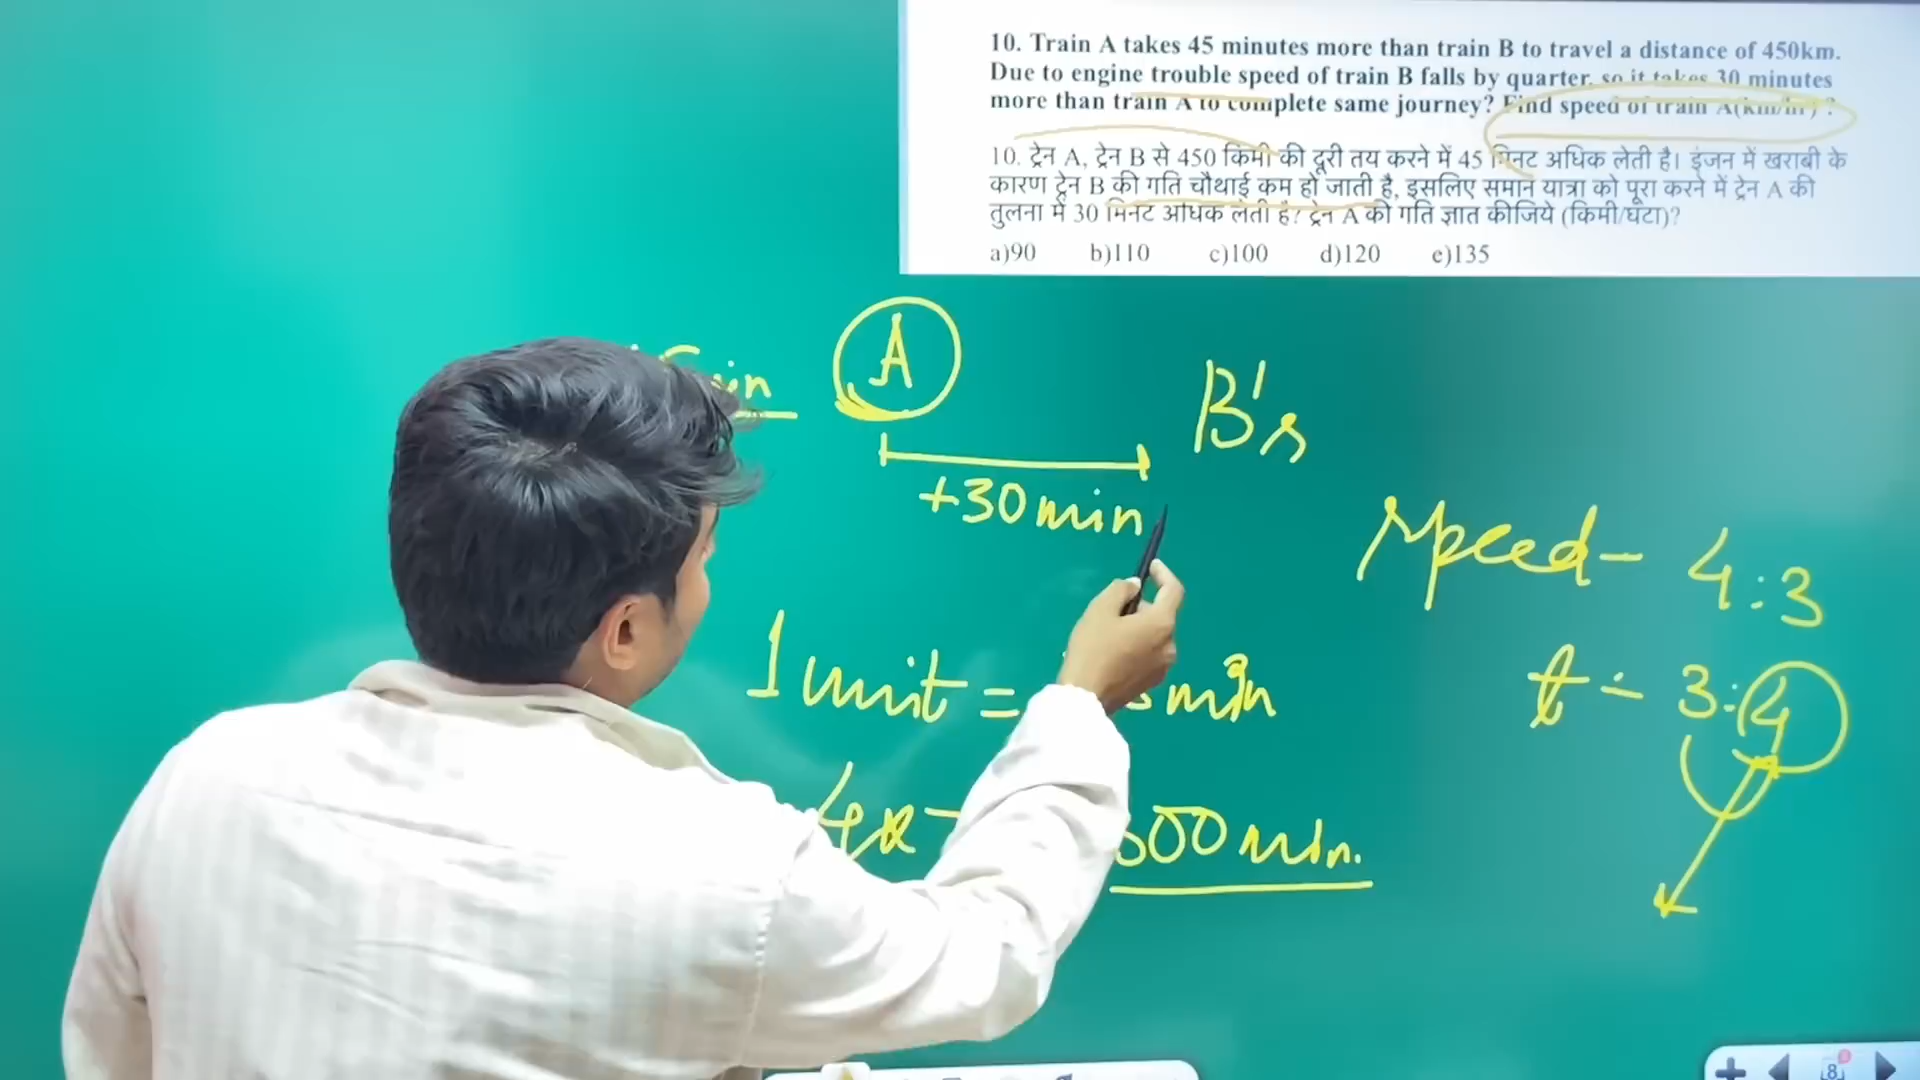 10. Train A takes 45 minutes more than train B to travel a distance of 450km.
Due to engine trouble speed of train B falls by quarter, so it takes 30 minutes
more than train A to complete same journey? Find speed of train A(km/hr) ?
10. ट्रेन A, ट्रेन B से 450 किमी की दूरी तय करने में 45 मिनट अधिक लेती है। इंजन में खराबी के
कारण ट्रेन B की गति चौथाई कम हो जाती है, इसलिए समान यात्रा को पूरा करने में ट्रेन A की
तुलना में 30 मिनट अधिक लेती है? ट्रेन A की गति ज्ञात कीजिये (किमी/घंटा)?
a)90 b)110 c)100 d)120 e)135
A
B's
+30min
speed- 4:3
1 unit = min
t - 3:4
4x 300 min.
8